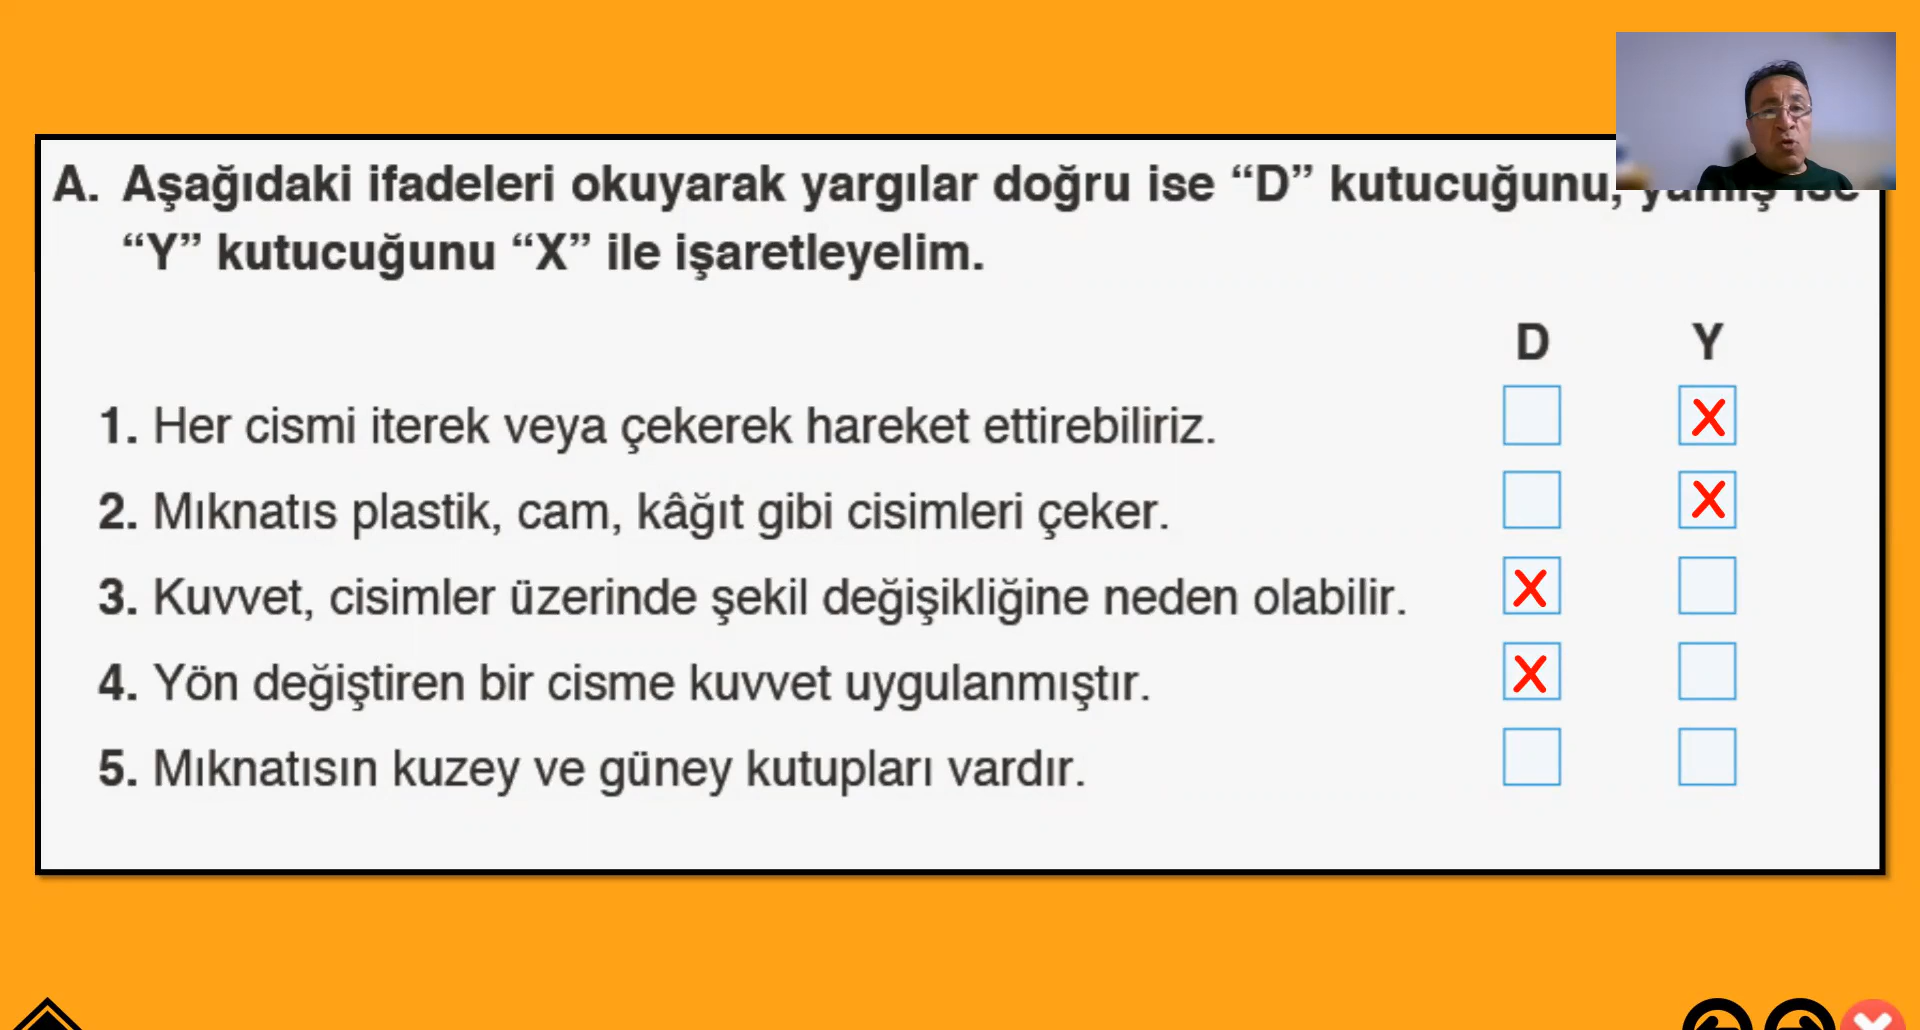 A. Aşağıdaki ifadeleri okuyarak yargılar doğru ise “D” kutucuğunu, yanlış ise
“Y” kutucuğunu “X” ile işaretleyelim.
D Y
1. Her cismi iterek veya çekerek hareket ettirebiliriz. X
2. Mıknatıs plastik, cam, kâğıt gibi cisimleri çeker. X
3. Kuvvet, cisimler üzerinde şekil değişikliğine neden olabilir. X
4. Yön değiştiren bir cisme kuvvet uygulanmıştır. X
5. Mıknatısın kuzey ve güney kutupları vardır.